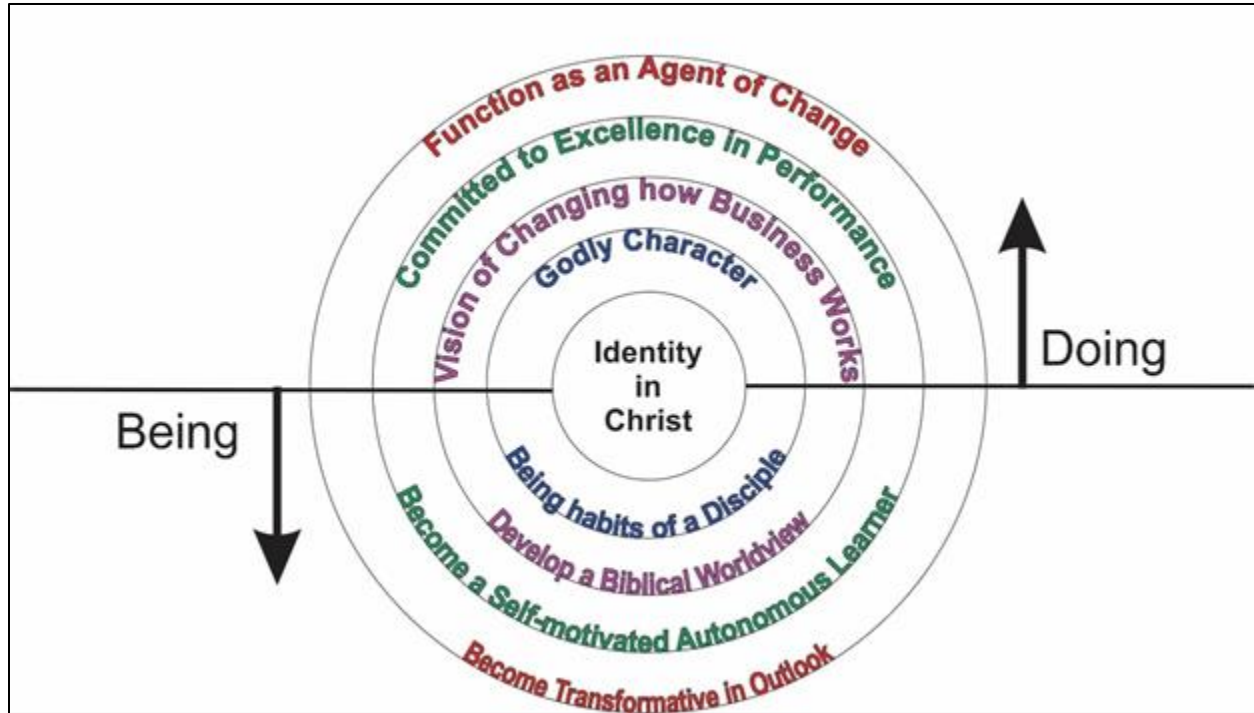 Function as an Agent of Change
Committed to Excellence in Performance
Vision of Changing how Business Works
Godly Character
Identity
in
Christ
Doing
Being
Being habits of a Disciple
Develop a Biblical Worldview
Become a Self-motivated Autonomous Learner
Become Transformative in Outlook